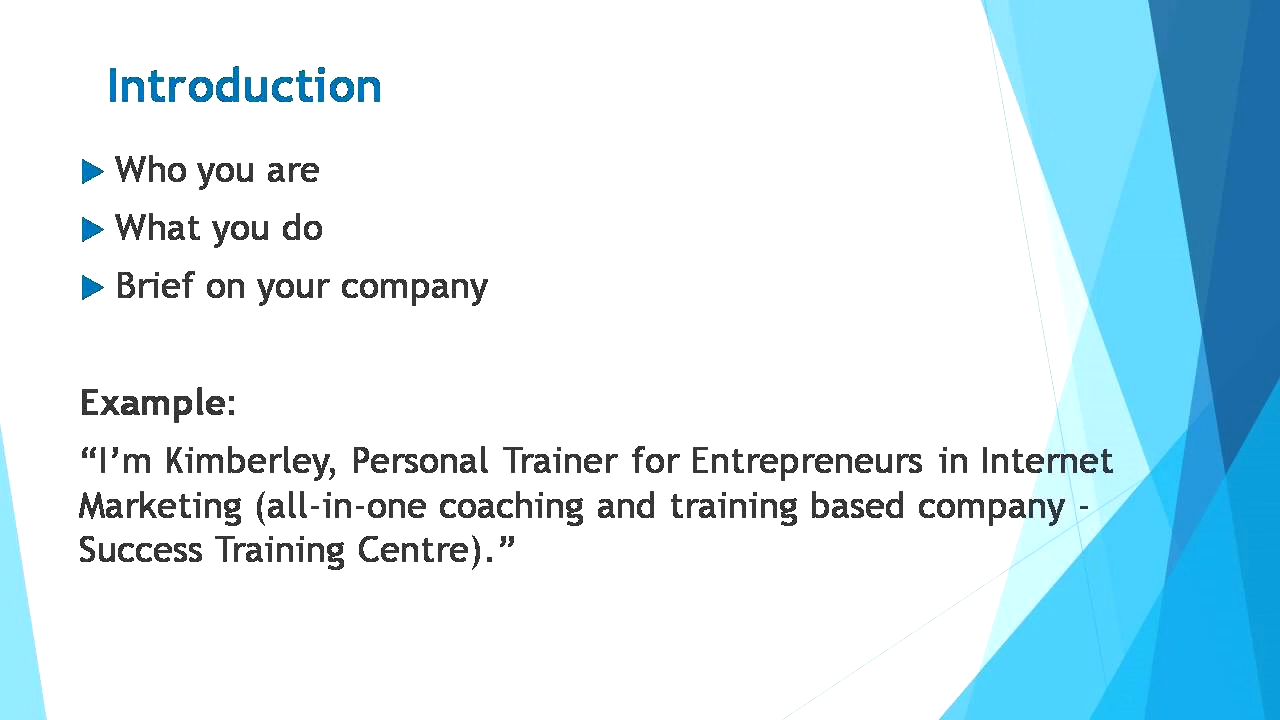 Introduction
Who you are
What you do
Brief on your company
Example:
“I’m Kimberley, Personal Trainer for Entrepreneurs in Internet
Marketing (all-in-one coaching and training based company -
Success Training Centre).”